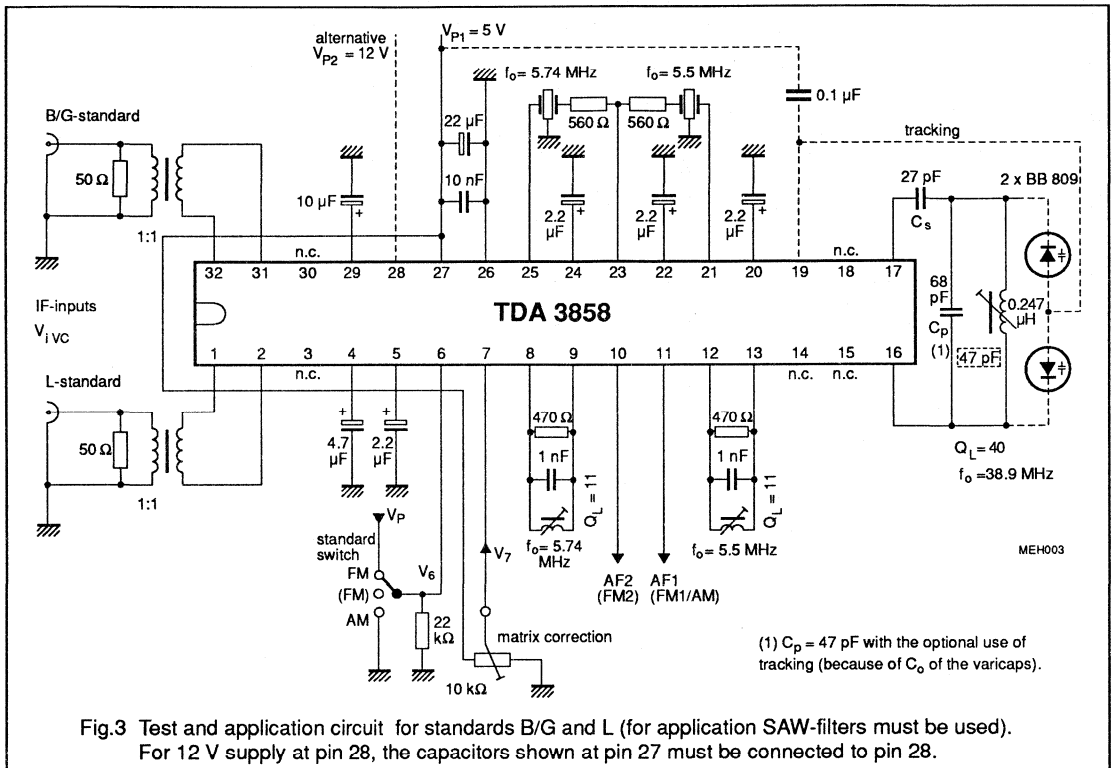 alternative
V_P2 = 12 V
V_P1 = 5 V
f_o = 5.74 MHz
f_o = 5.5 MHz
B/G-standard
22 µF
560 Ω
560 Ω
0.1 µF
tracking
50 Ω
10 µF
+
10 nF
2.2 µF
+
2.2 µF
+
2.2 µF
+
27 pF
C_s
2 x BB 809
1:1
n.c.
n.c.
32 31 30 29 28 27 26 25 24 23 22 21 20 19 18 17
TDA 3858
IF-inputs
V_i VC
68 pF
C_p
(1)
47 pF
0.247 µH
1 2 3 4 5 6 7 8 9 10 11 12 13 14 15 16
n.c.
n.c. n.c.
L-standard
50 Ω
1:1
+
4.7 µF
+
2.2 µF
470 Ω
1 nF
Q_L = 11
f_o = 5.74 MHz
470 Ω
1 nF
Q_L = 11
f_o = 5.5 MHz
Q_L = 40
f_o = 38.9 MHz
V_P
standard switch
FM
(FM)
AM
V_6
V_7
22 kΩ
matrix correction
10 kΩ
AF2
(FM2)
AF1
(FM1/AM)
MEH003
(1) C_p = 47 pF with the optional use of
tracking (because of C_o of the varicaps).
Fig.3 Test and application circuit for standards B/G and L (for application SAW-filters must be used).
For 12 V supply at pin 28, the capacitors shown at pin 27 must be connected to pin 28.